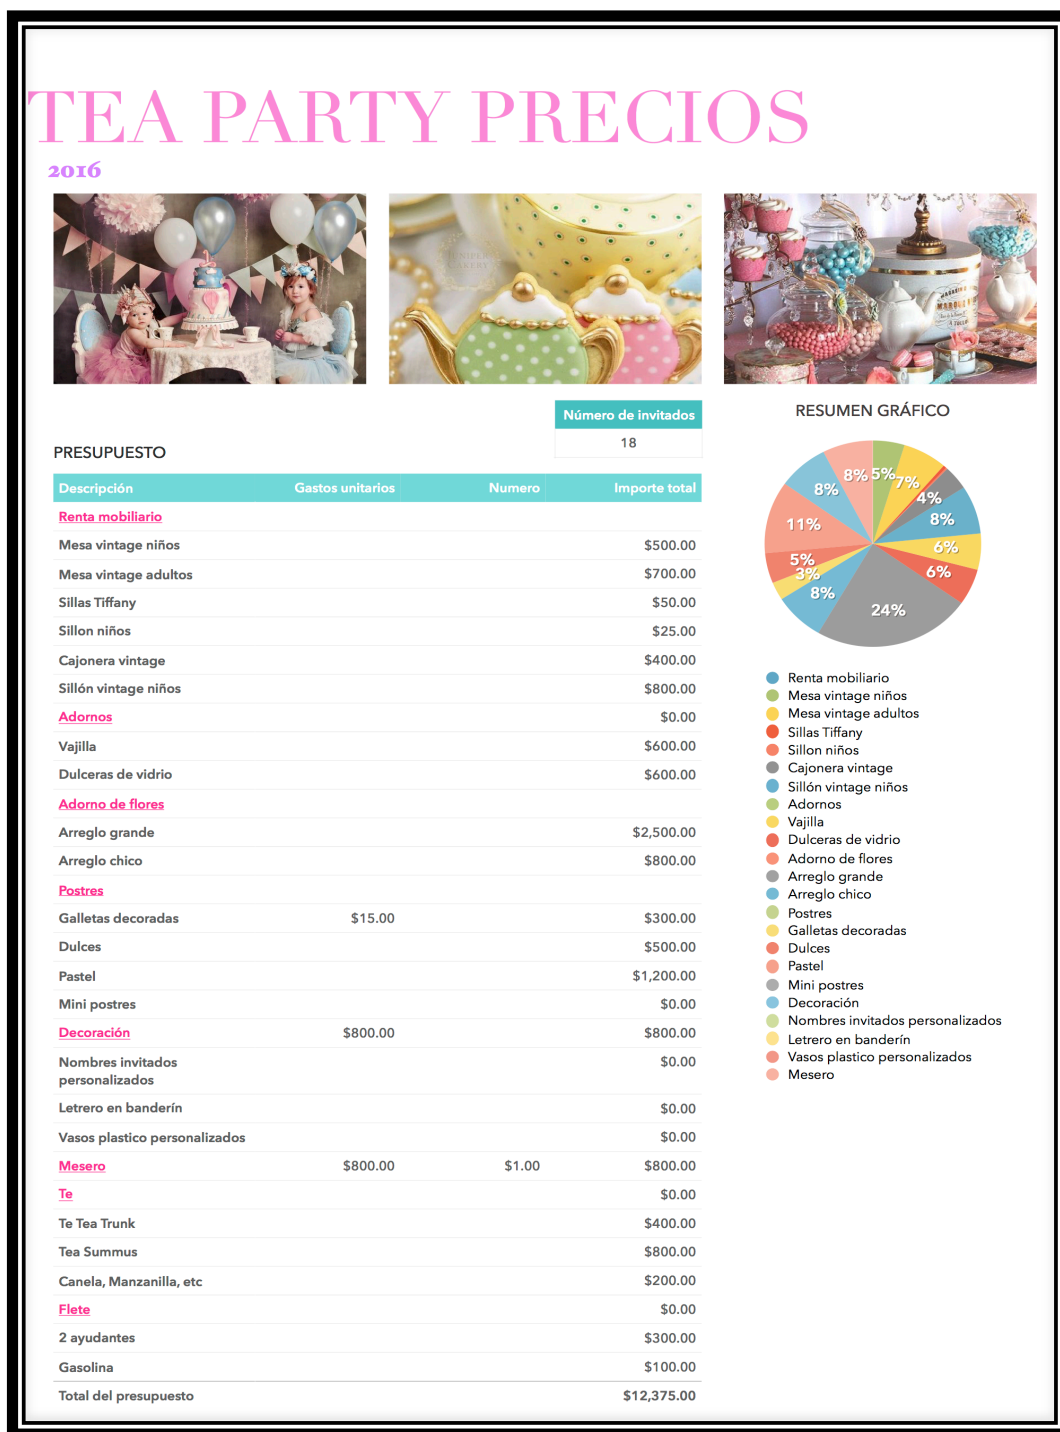 TEA PARTY PRECIOS
2016
JUNIPER
CAKERY
Número de invitados
18
PRESUPUESTO
Descripción Gastos unitarios Numero Importe total
Renta mobiliario
Mesa vintage niños $500.00
Mesa vintage adultos $700.00
Sillas Tiffany $50.00
Sillon niños $25.00
Cajonera vintage $400.00
Sillón vintage niños $800.00
Adornos $0.00
Vajilla $600.00
Dulceras de vidrio $600.00
Adorno de flores
Arreglo grande $2,500.00
Arreglo chico $800.00
Postres
Galletas decoradas $15.00 $300.00
Dulces $500.00
Pastel $1,200.00
Mini postres $0.00
Decoración $800.00 $800.00
Nombres invitados $0.00
personalizados
Letrero en banderín $0.00
Vasos plastico personalizados $0.00
Mesero $800.00 $1.00 $800.00
Te $0.00
Te Tea Trunk $400.00
Tea Summus $800.00
Canela, Manzanilla, etc $200.00
Flete $0.00
2 ayudantes $300.00
Gasolina $100.00
Total del presupuesto $12,375.00
RESUMEN GRÁFICO
5%
7%
4%
8%
6%
6%
24%
8%
3%
5%
11%
8%
8%
Renta mobiliario
Mesa vintage niños
Mesa vintage adultos
Sillas Tiffany
Sillon niños
Cajonera vintage
Sillón vintage niños
Adornos
Vajilla
Dulceras de vidrio
Adorno de flores
Arreglo grande
Arreglo chico
Postres
Galletas decoradas
Dulces
Pastel
Mini postres
Decoración
Nombres invitados personalizados
Letrero en banderín
Vasos plastico personalizados
Mesero